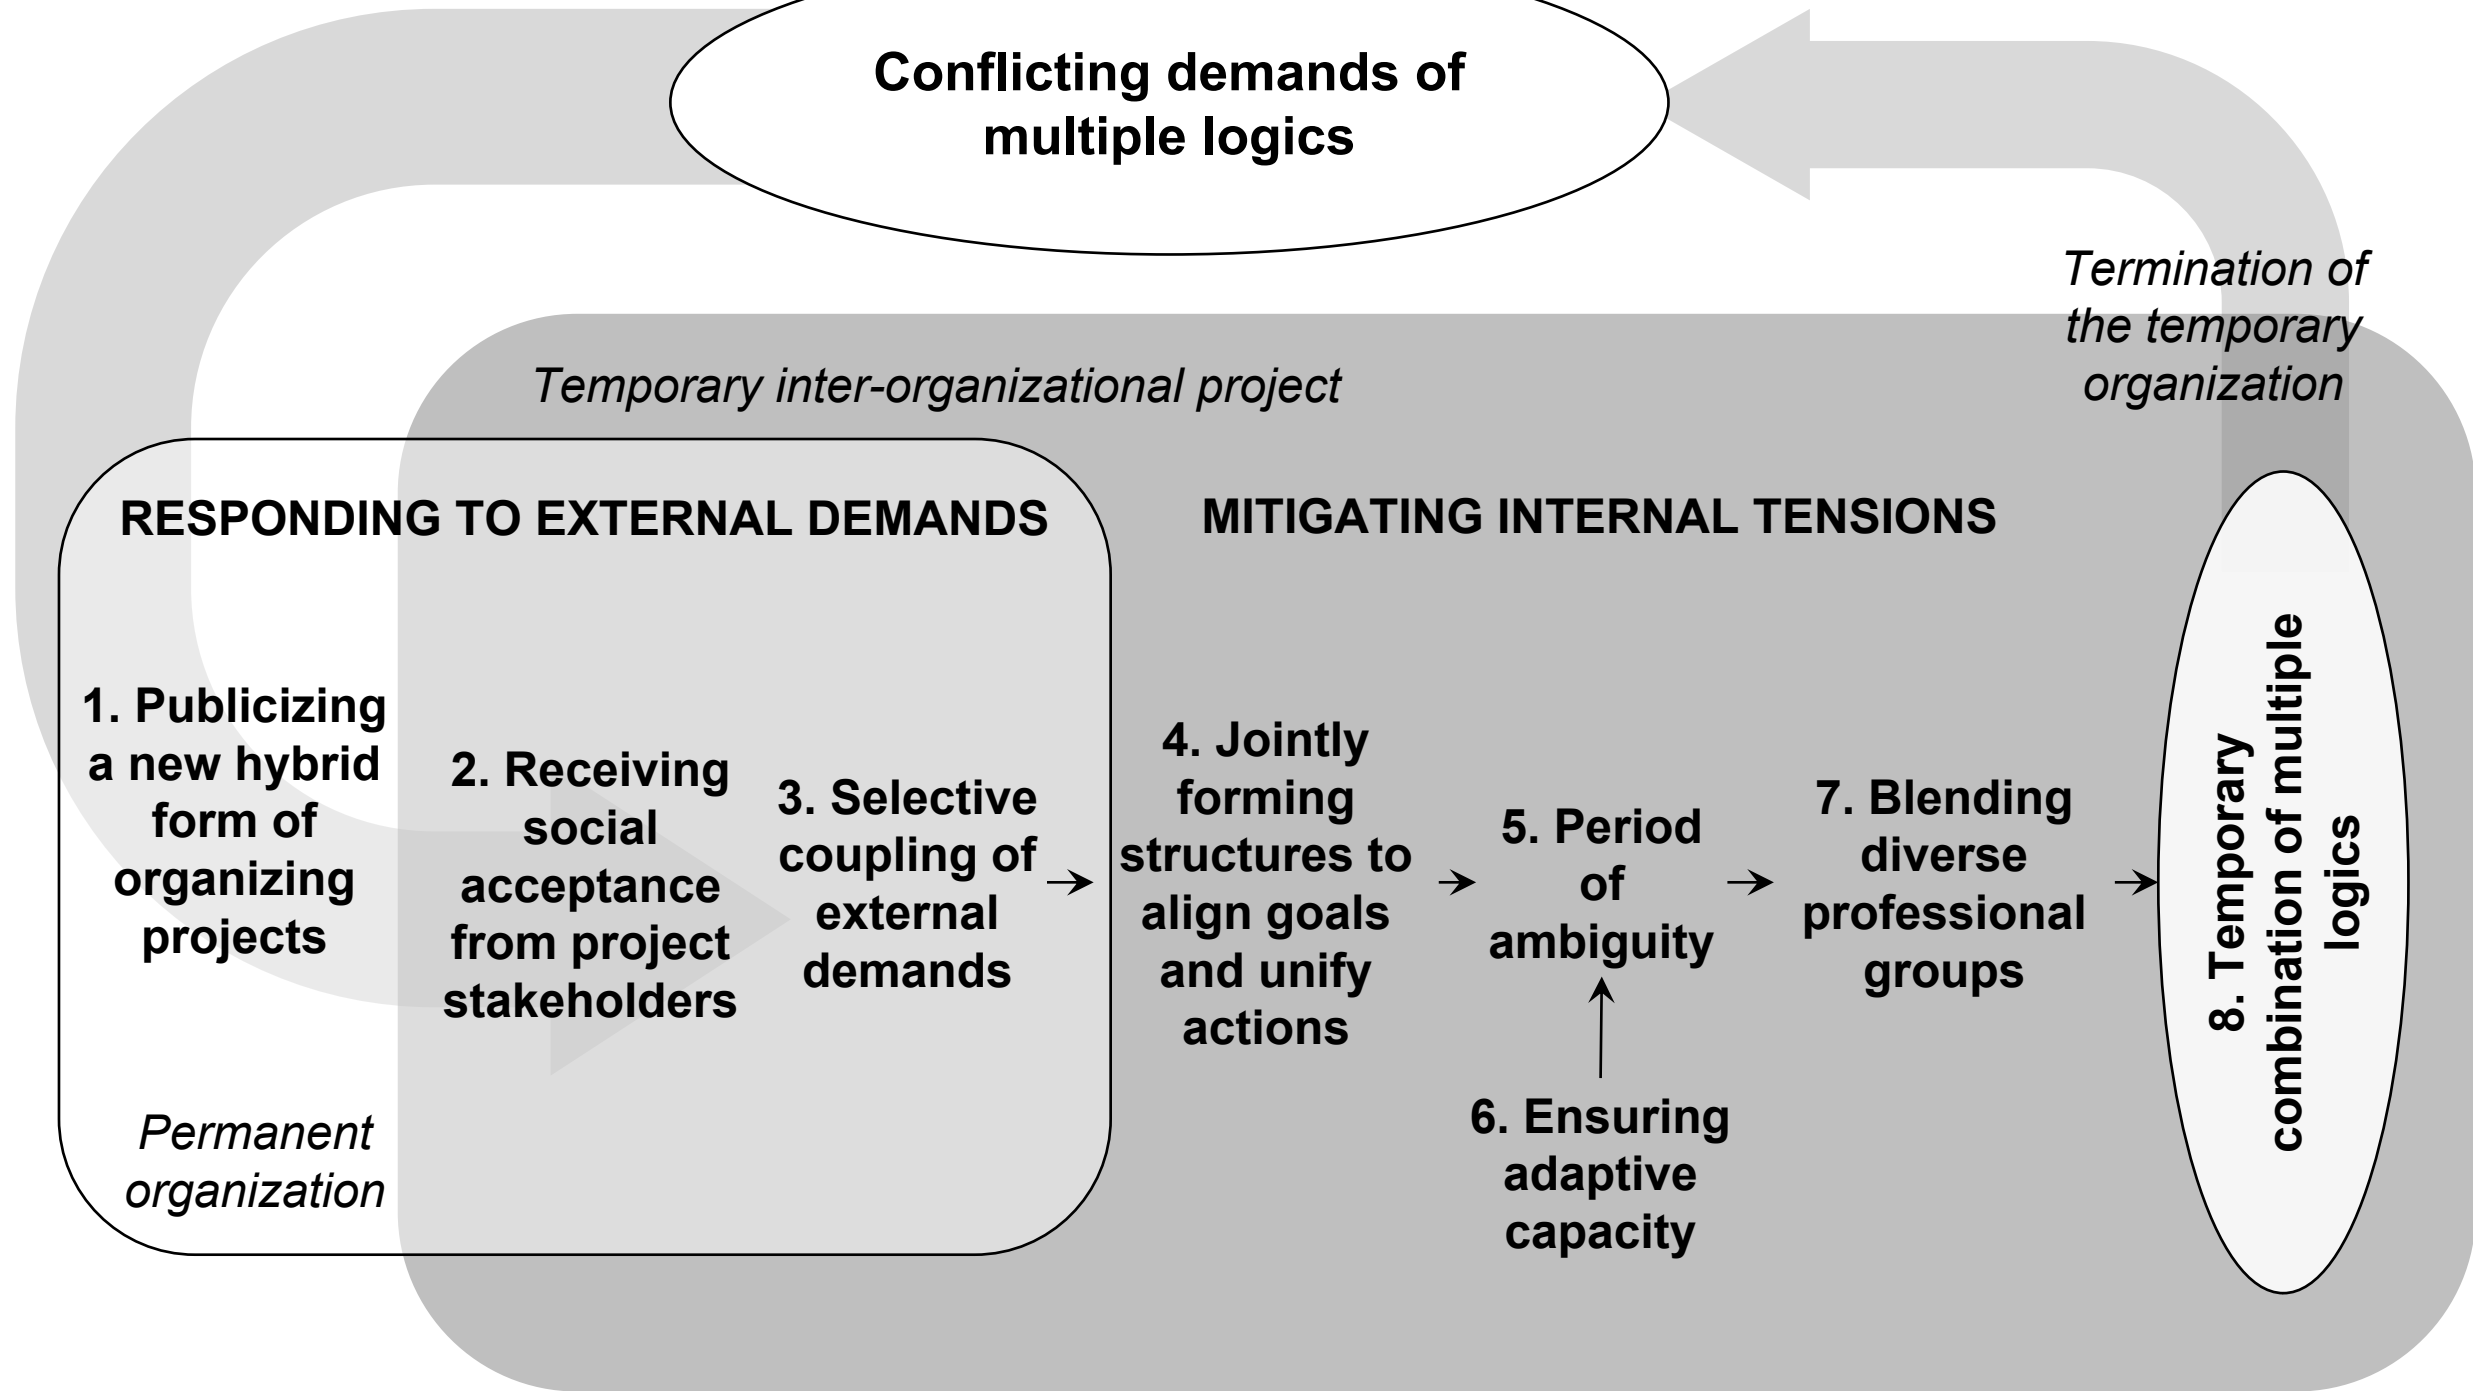 Conflicting demands of
multiple logics
Termination of
the temporary
organization
Temporary inter-organizational project
RESPONDING TO EXTERNAL DEMANDS
MITIGATING INTERNAL TENSIONS
1. Publicizing
a new hybrid
form of
organizing
projects
2. Receiving
social
acceptance
from project
stakeholders
3. Selective
coupling of
external
demands
4. Jointly
forming
structures to
align goals
and unify
actions
5. Period
of
ambiguity
6. Ensuring
adaptive
capacity
7. Blending
diverse
professional
groups
8. Temporary
combination of multiple
logics
Permanent
organization